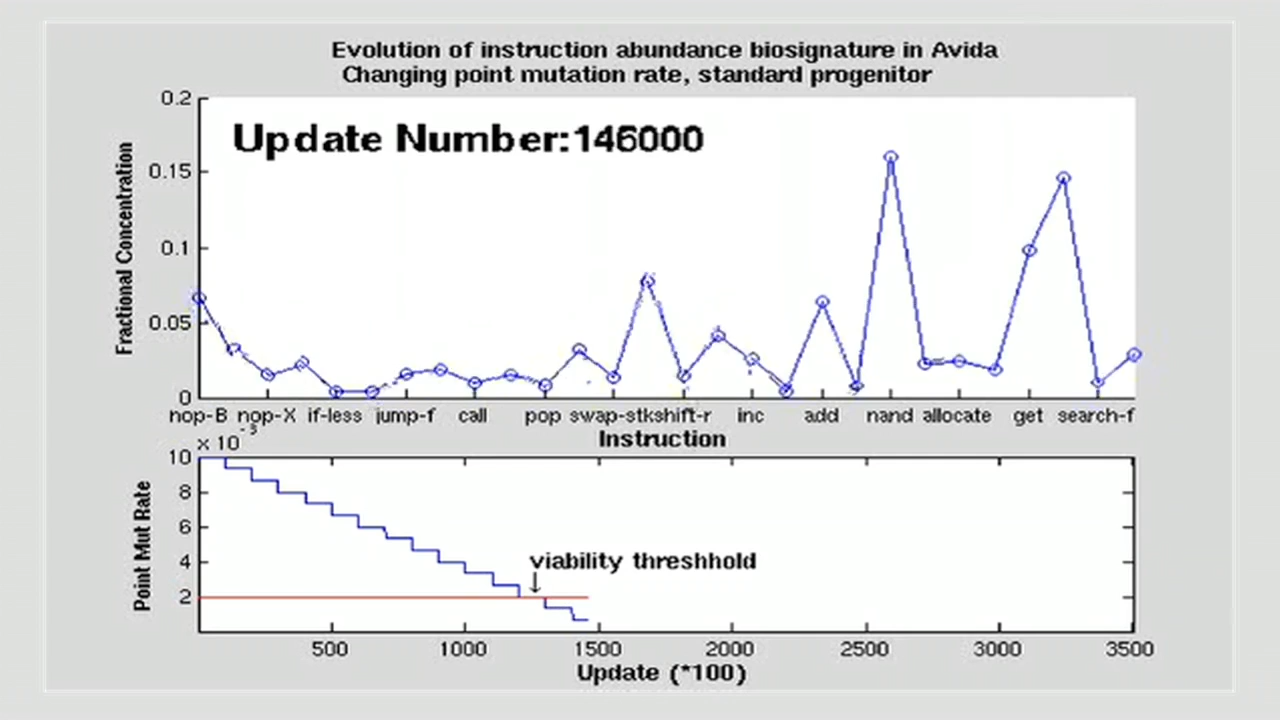 Evolution of instruction abundance biosignature in Avida
Changing point mutation rate, standard progenitor
Update Number:146000
Fractional Concentration
0.2
0.15
0.1
0.05
0
nop-B nop-X if-less jump-f call pop swap-stk shift-r inc add nand allocate get search-f
Instruction
x 10⁻³
Point Mut Rate
10
8
6
4
2
viability threshhold
500 1000 1500 2000 2500 3000 3500
Update (*100)